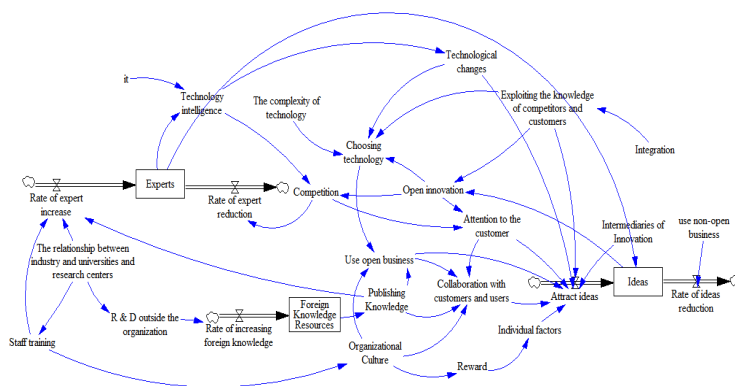 Technological
changes
it
Technology
intelligence
The complexity of
technology
Exploiting the knowledge
of competitors and
customers
Choosing
technology
Integration
Experts
Rate of expert
increase
Rate of expert
reduction
Competition
Open innovation
Attention to the
customer
Intermediaries of
Innovation
use non-open
business
The relationship between
industry and universities and
research centers
Use open business
Collaboration with
customers and users
Attract ideas
Ideas
Rate of ideas
reduction
Publishing
Knowledge
Foreign
Knowledge
Resources
R & D outside the
organization
Rate of increasing
foreign knowledge
Staff training
Organizational
Culture
Individual factors
Reward